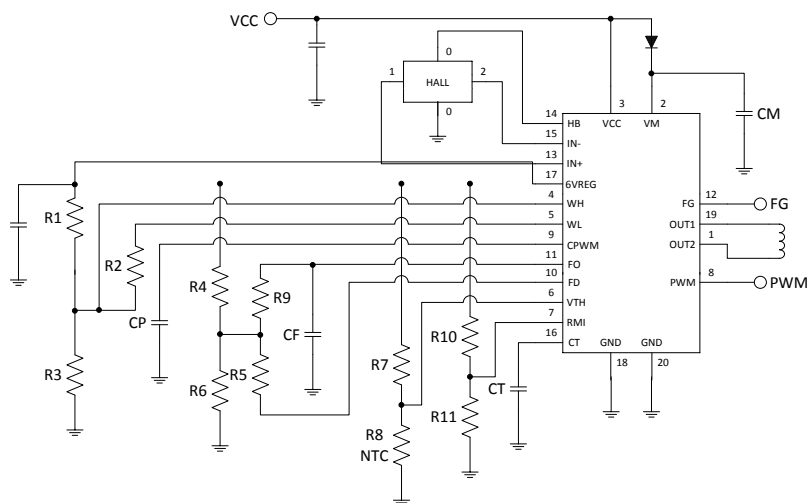 VCC
0
1
HALL
2
0
3
2
14
HB
VCC
VM
CM
15
IN-
13
IN+
17
6VREG
R1
4
WH
FG
12
FG
5
WL
OUT1
19
R2
9
CPWM
OUT2
1
R4
R9
11
FO
10
FD
PWM
8
PWM
CP
CF
6
VTH
R10
7
RMI
R3
R7
16
CT
GND
GND
R6
R5
CT
18
20
R11
R8
NTC